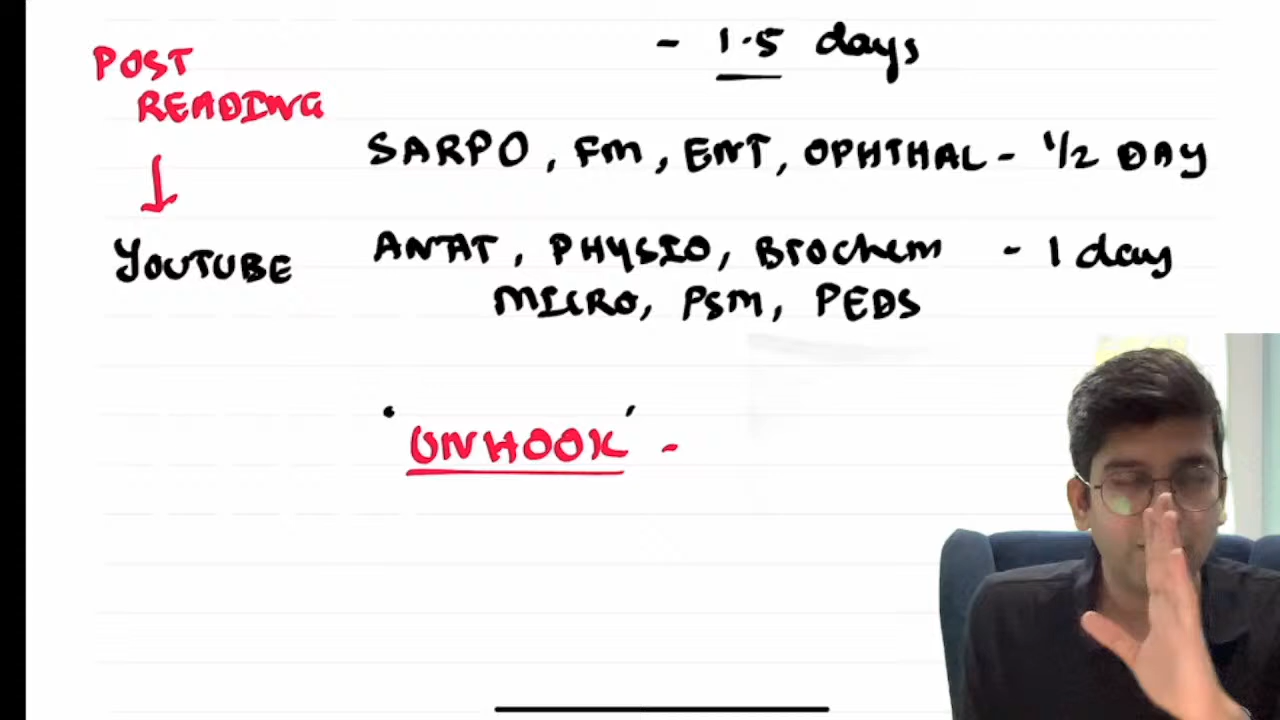 - 1.5 days
POST
READING
SARPO, FM, ENT, OPHTHAL - 1/2 DAY
YOUTUBE
ANAT, PHYSIO, Biochem - 1 day
MICRO, PSM, PEDS
'UNHOOK' -